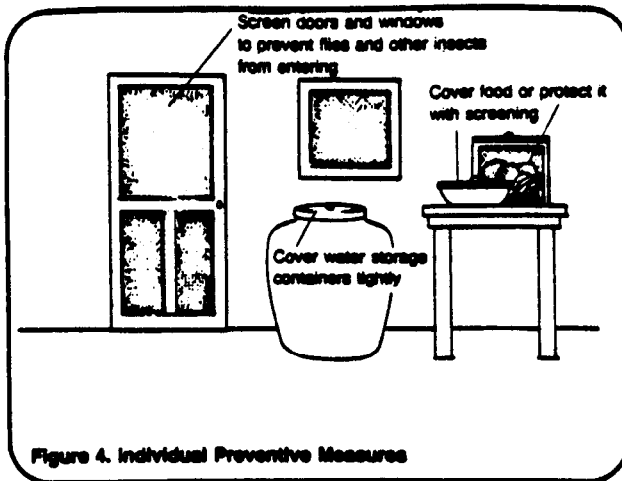 Screen doors and windows
to prevent flies and other insects
from entering
Cover food or protect it
with screening
Cover water storage
containers tightly
Figure 4. Individual Preventive Measures